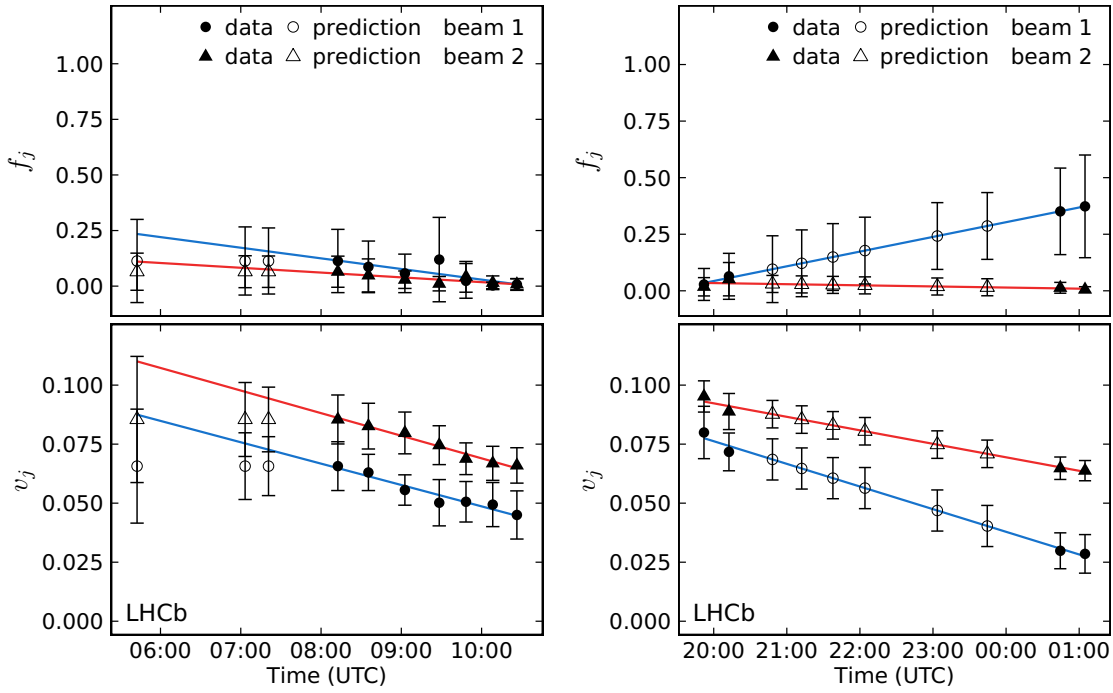 ● data ○ prediction beam 1
▲ data △ prediction beam 2
1.00
0.75
0.50
0.25
0.00
f_j
0.100
0.075
0.050
0.025
0.000
v_j
LHCb
06:00 07:00 08:00 09:00 10:00
Time (UTC)
● data ○ prediction beam 1
▲ data △ prediction beam 2
1.00
0.75
0.50
0.25
0.00
f_j
0.100
0.075
0.050
0.025
0.000
v_j
LHCb
20:00 21:00 22:00 23:00 00:00 01:00
Time (UTC)